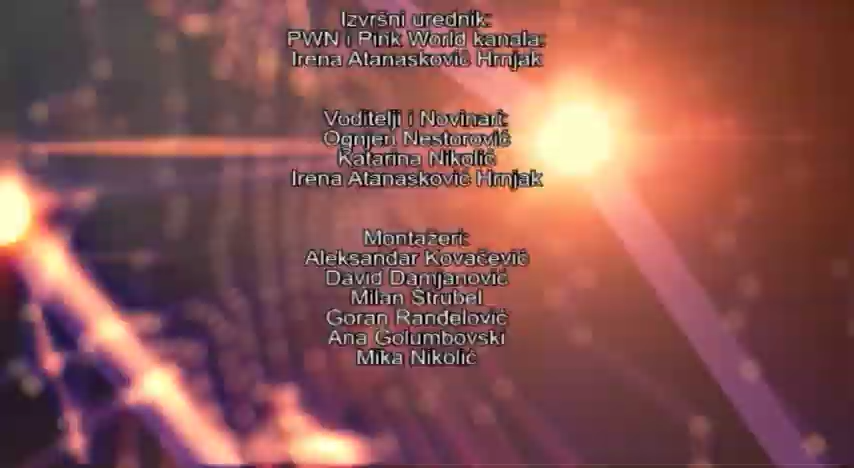 Izvršni urednik:
PWN i Pink World kanala:
Irena Atanasković Hrnjak
Voditelji i Novinari:
Ognjen Nestorović
Katarina Nikolić
Irena Atanasković Hrnjak
Montažeri:
Aleksandar Kovačević
David Damjanović
Milan Štrubel
Goran Ranđelović
Ana Golumbovski
Mika Nikolić